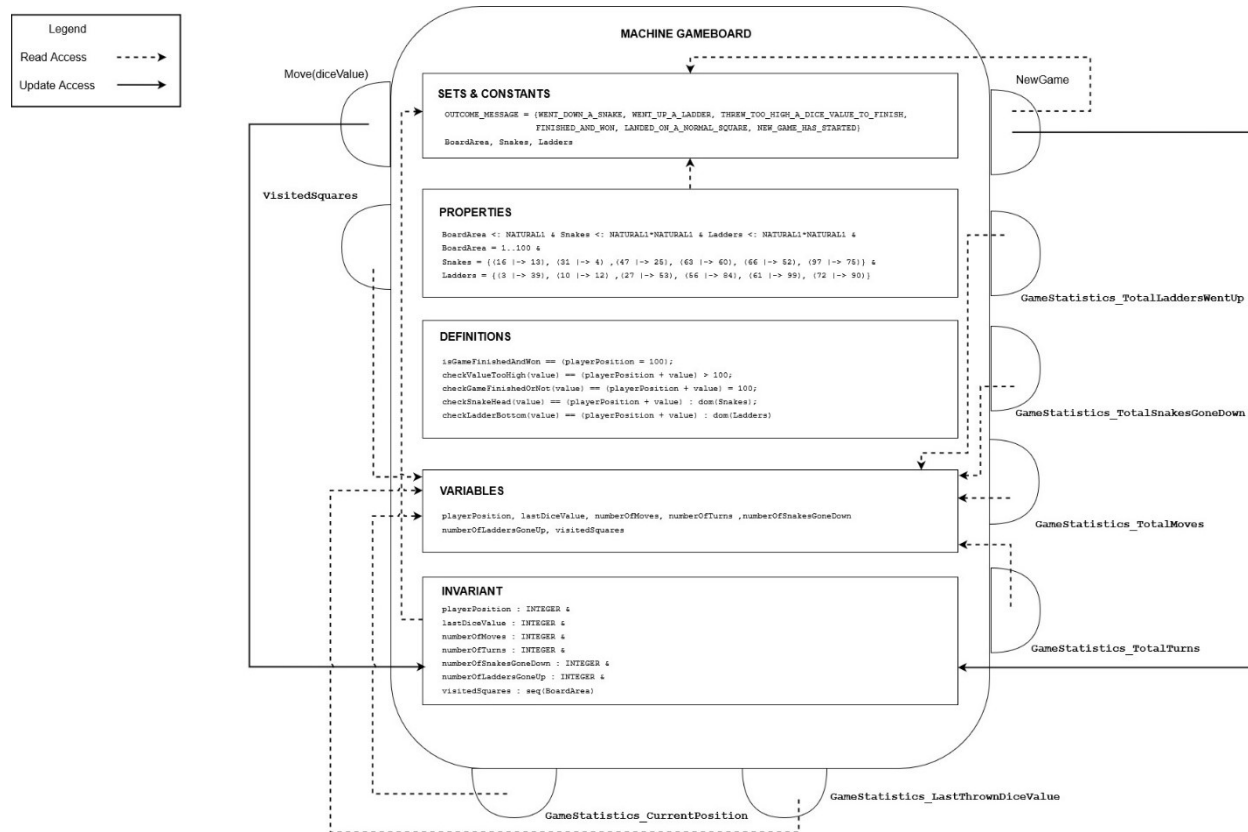 Legend
Read Access
Update Access
Move(diceValue)
VisitedSquares
MACHINE GAMEBOARD
SETS & CONSTANTS
OUTCOME_MESSAGE = {WENT_DOWN_A_SNAKE, WENT_UP_A_LADDER, THREW_TOO_HIGH_A_DICE_VALUE_TO_FINISH,
FINISHED_AND_WON, LANDED_ON_A_NORMAL_SQUARE, NEW_GAME_HAS_STARTED}
BoardArea, Snakes, Ladders
PROPERTIES
BoardArea <: NATURAL1 & Snakes <: NATURAL1*NATURAL1 & Ladders <: NATURAL1*NATURAL1 &
BoardArea = 1..100 &
Snakes = {(16 |-> 13), (31 |-> 4) ,(47 |-> 25), (63 |-> 60), (66 |-> 52), (97 |-> 75)} &
Ladders = {(3 |-> 39), (10 |-> 12) ,(27 |-> 53), (56 |-> 84), (61 |-> 99), (72 |-> 90)}
DEFINITIONS
isGameFinishedAndWon == (playerPosition = 100);
checkValueTooHigh(value) == (playerPosition + value) > 100;
checkGameFinishedOrNot(value) == (playerPosition + value) = 100;
checkSnakeHead(value) == (playerPosition + value) : dom(Snakes);
checkLadderBottom(value) == (playerPosition + value) : dom(Ladders)
VARIABLES
playerPosition, lastDiceValue, numberOfMoves, numberOfTurns ,numberOfSnakesGoneDown
numberOfLaddersGoneUp, visitedSquares
INVARIANT
playerPosition : INTEGER &
lastDiceValue : INTEGER &
numberOfMoves : INTEGER &
numberOfTurns : INTEGER &
numberOfSnakesGoneDown : INTEGER &
numberOfLaddersGoneUp : INTEGER &
visitedSquares : seq(BoardArea)
NewGame
GameStatistics_TotalLaddersWentUp
GameStatistics_TotalSnakesGoneDown
GameStatistics_TotalMoves
GameStatistics_TotalTurns
GameStatistics_LastThrownDiceValue
GameStatistics_CurrentPosition